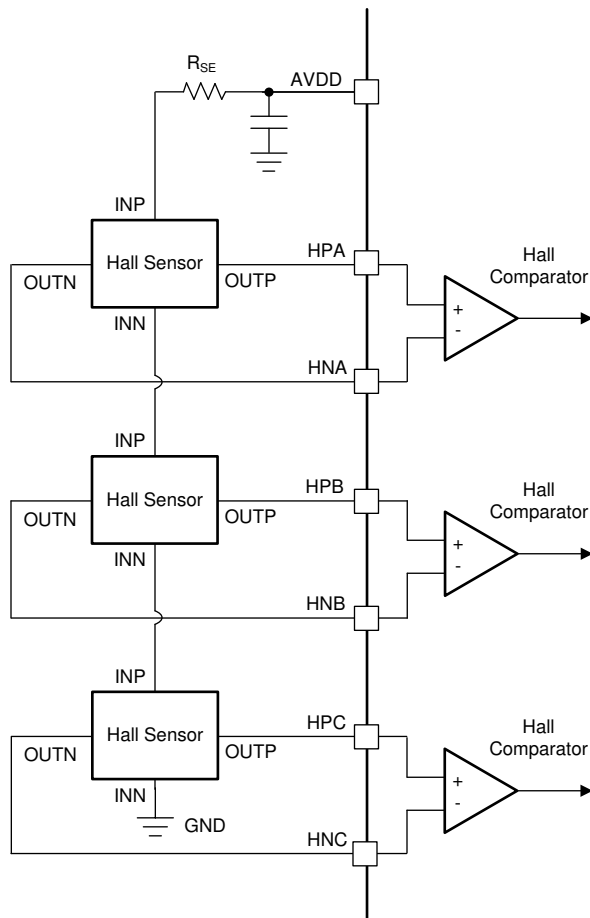 R_SE
AVDD
INP
Hall Sensor
OUTN
OUTP
INN
HPA
HNA
Hall
Comparator
+
-
INP
Hall Sensor
OUTN
OUTP
INN
HPB
HNB
Hall
Comparator
+
-
INP
Hall Sensor
OUTN
OUTP
INN
GND
HPC
HNC
Hall
Comparator
+
-